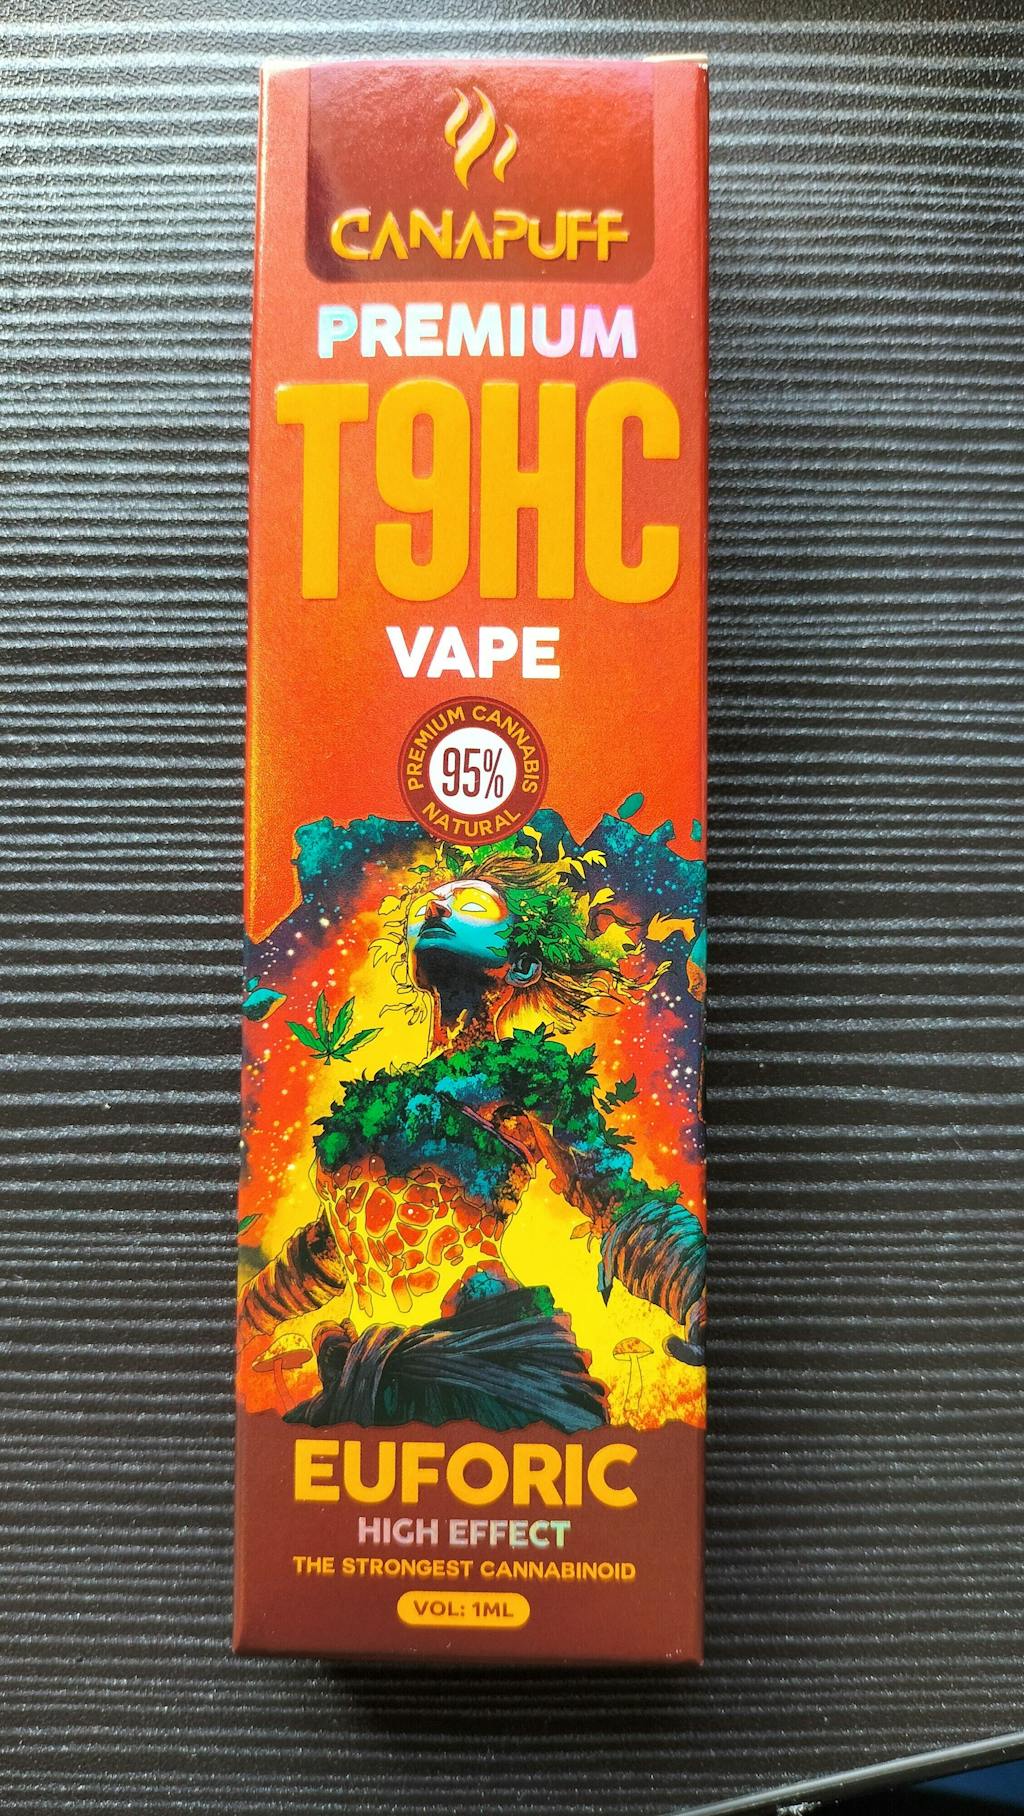 CANAPUFF
PREMIUM
T9HC
VAPE
PREMIUM CANNABIS
95%
NATURAL
EUFORIC
HIGH EFFECT
THE STRONGEST CANNABINOID
VOL: 1ML